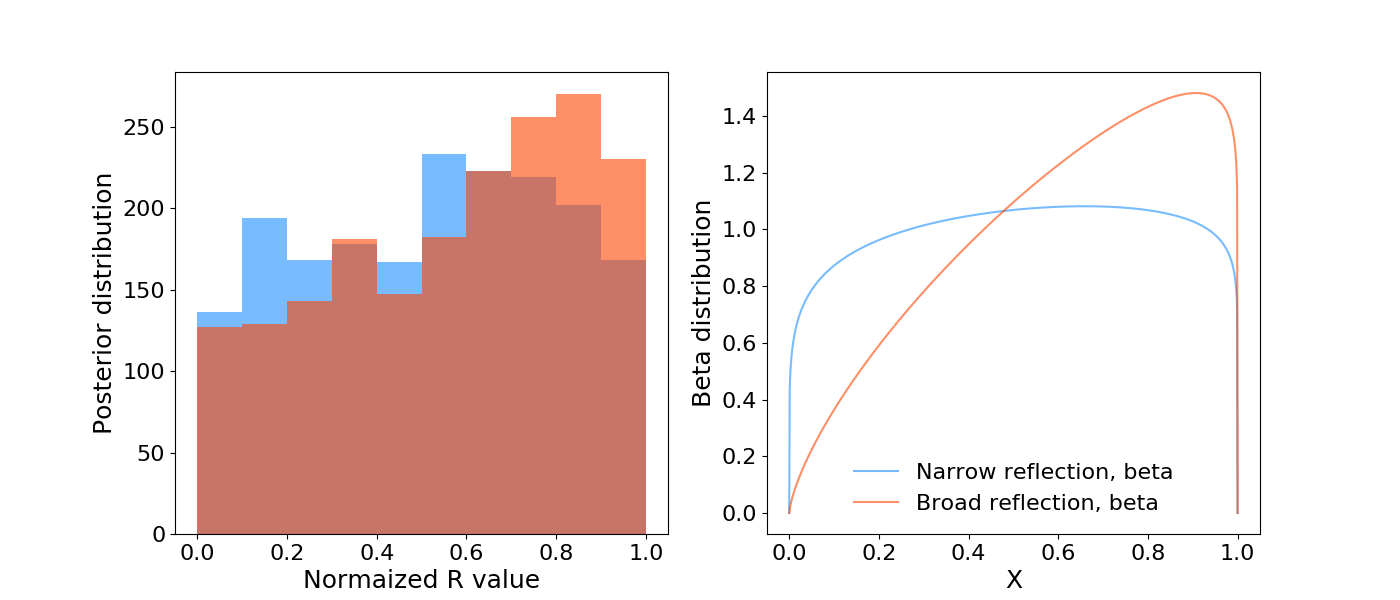 Posterior distribution
250
200
150
100
50
0
0.0 0.2 0.4 0.6 0.8 1.0
Normaized R value
Beta distribution
1.4
1.2
1.0
0.8
0.6
0.4
0.2
0.0
Narrow reflection, beta
Broad reflection, beta
0.0 0.2 0.4 0.6 0.8 1.0
X